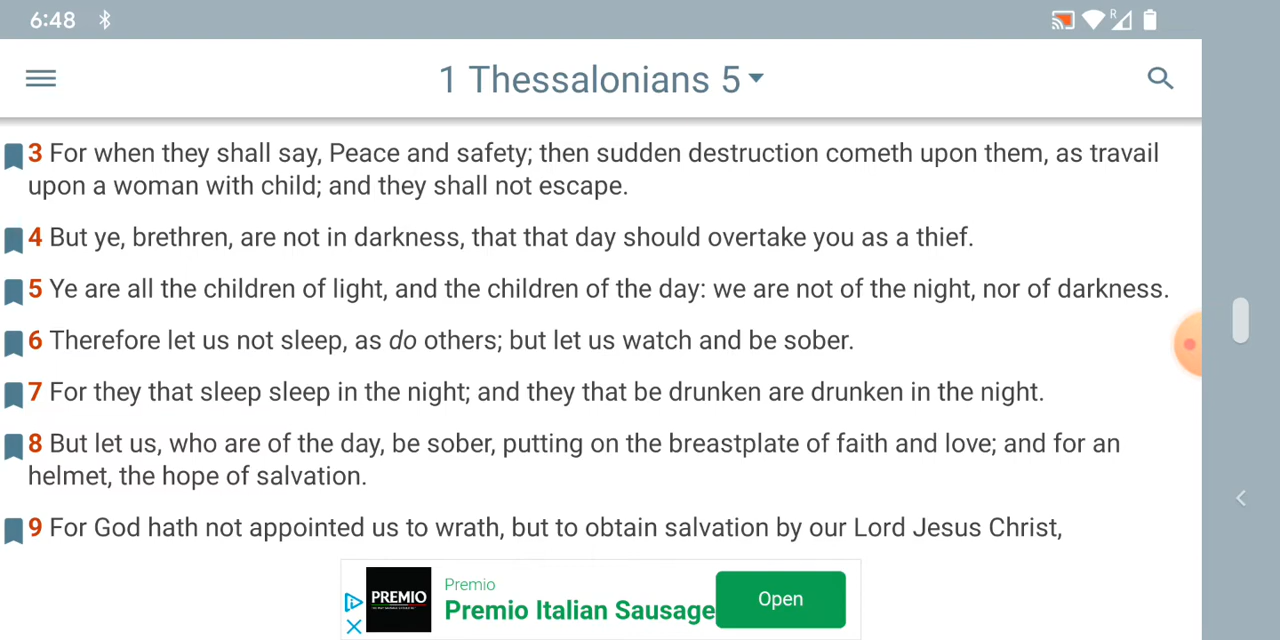 6:48
R
1 Thessalonians 5
3 For when they shall say, Peace and safety; then sudden destruction cometh upon them, as travail
upon a woman with child; and they shall not escape.
4 But ye, brethren, are not in darkness, that that day should overtake you as a thief.
5 Ye are all the children of light, and the children of the day: we are not of the night, nor of darkness.
6 Therefore let us not sleep, as do others; but let us watch and be sober.
7 For they that sleep sleep in the night; and they that be drunken are drunken in the night.
8 But let us, who are of the day, be sober, putting on the breastplate of faith and love; and for an
helmet, the hope of salvation.
9 For God hath not appointed us to wrath, but to obtain salvation by our Lord Jesus Christ,
PREMIO
Premio
Premio Italian Sausage
Open